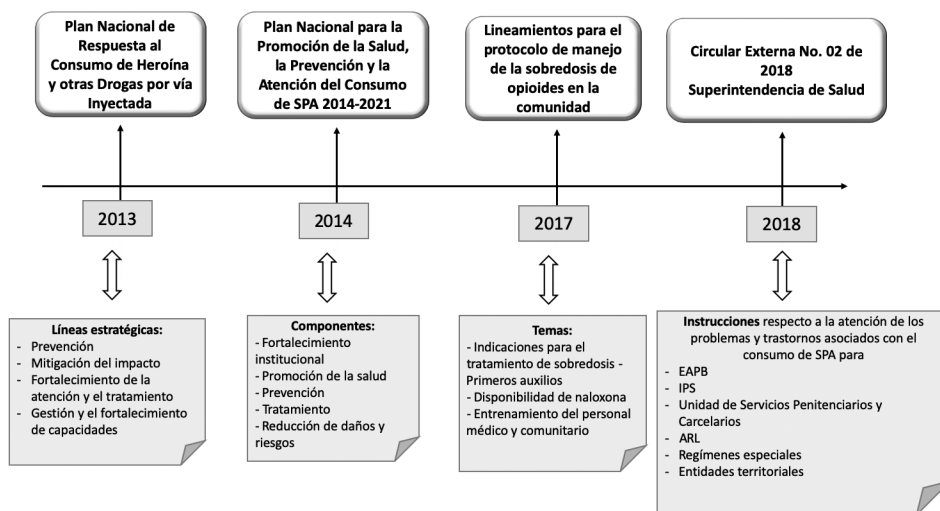 Plan Nacional de
Respuesta al
Consumo de Heroína
y otras Drogas por vía
Inyectada
Plan Nacional para la
Promoción de la Salud,
la Prevención y la
Atención del Consumo
de SPA 2014-2021
Lineamientos para el
protocolo de manejo
de la sobredosis de
opioides en la
comunidad
Circular Externa No. 02 de
2018
Superintendencia de Salud
2013
2014
2017
2018
Líneas estratégicas:
- Prevención
- Mitigación del impacto
- Fortalecimiento de la
atención y el tratamiento
- Gestión y el fortalecimiento
de capacidades
Componentes:
- Fortalecimiento
institucional
- Promoción de la salud
- Prevención
- Tratamiento
- Reducción de daños y
riesgos
Temas:
- Indicaciones para el
tratamiento de sobredosis -
Primeros auxilios
- Disponibilidad de naloxona
- Entrenamiento del personal
médico y comunitario
Instrucciones respecto a la atención de los
problemas y trastornos asociados con el
consumo de SPA para
- EAPB
- IPS
- Unidad de Servicios Penitenciarios y
Carcelarios
- ARL
- Regímenes especiales
- Entidades territoriales